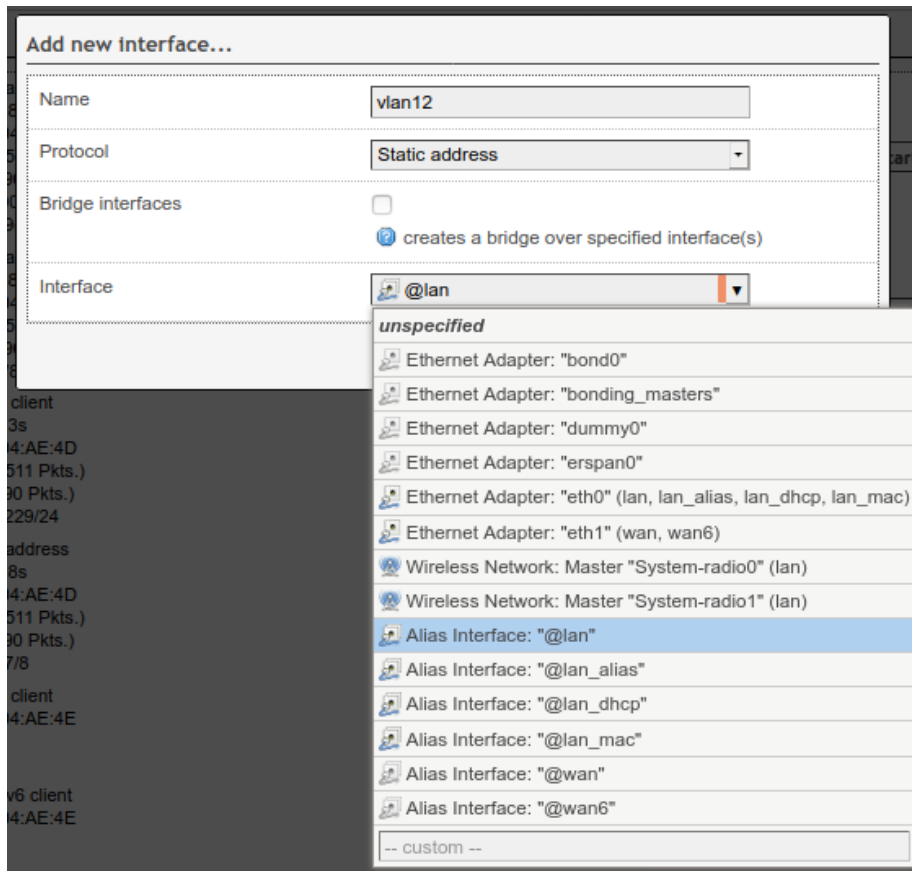 Add new interface...
Name
vlan12
Protocol
Static address
Bridge interfaces
creates a bridge over specified interface(s)
Interface
@lan
unspecified
Ethernet Adapter: "bond0"
Ethernet Adapter: "bonding_masters"
Ethernet Adapter: "dummy0"
Ethernet Adapter: "erspan0"
Ethernet Adapter: "eth0" (lan, lan_alias, lan_dhcp, lan_mac)
Ethernet Adapter: "eth1" (wan, wan6)
Wireless Network: Master "System-radio0" (lan)
Wireless Network: Master "System-radio1" (lan)
Alias Interface: "@lan"
Alias Interface: "@lan_alias"
Alias Interface: "@lan_dhcp"
Alias Interface: "@lan_mac"
Alias Interface: "@wan"
Alias Interface: "@wan6"
-- custom --
client
3s
04:AE:4D
511 Pkts.)
90 Pkts.)
229/24
address
8s
04:AE:4D
511 Pkts.)
90 Pkts.)
7/8
client
04:AE:4E
v6 client
04:AE:4E